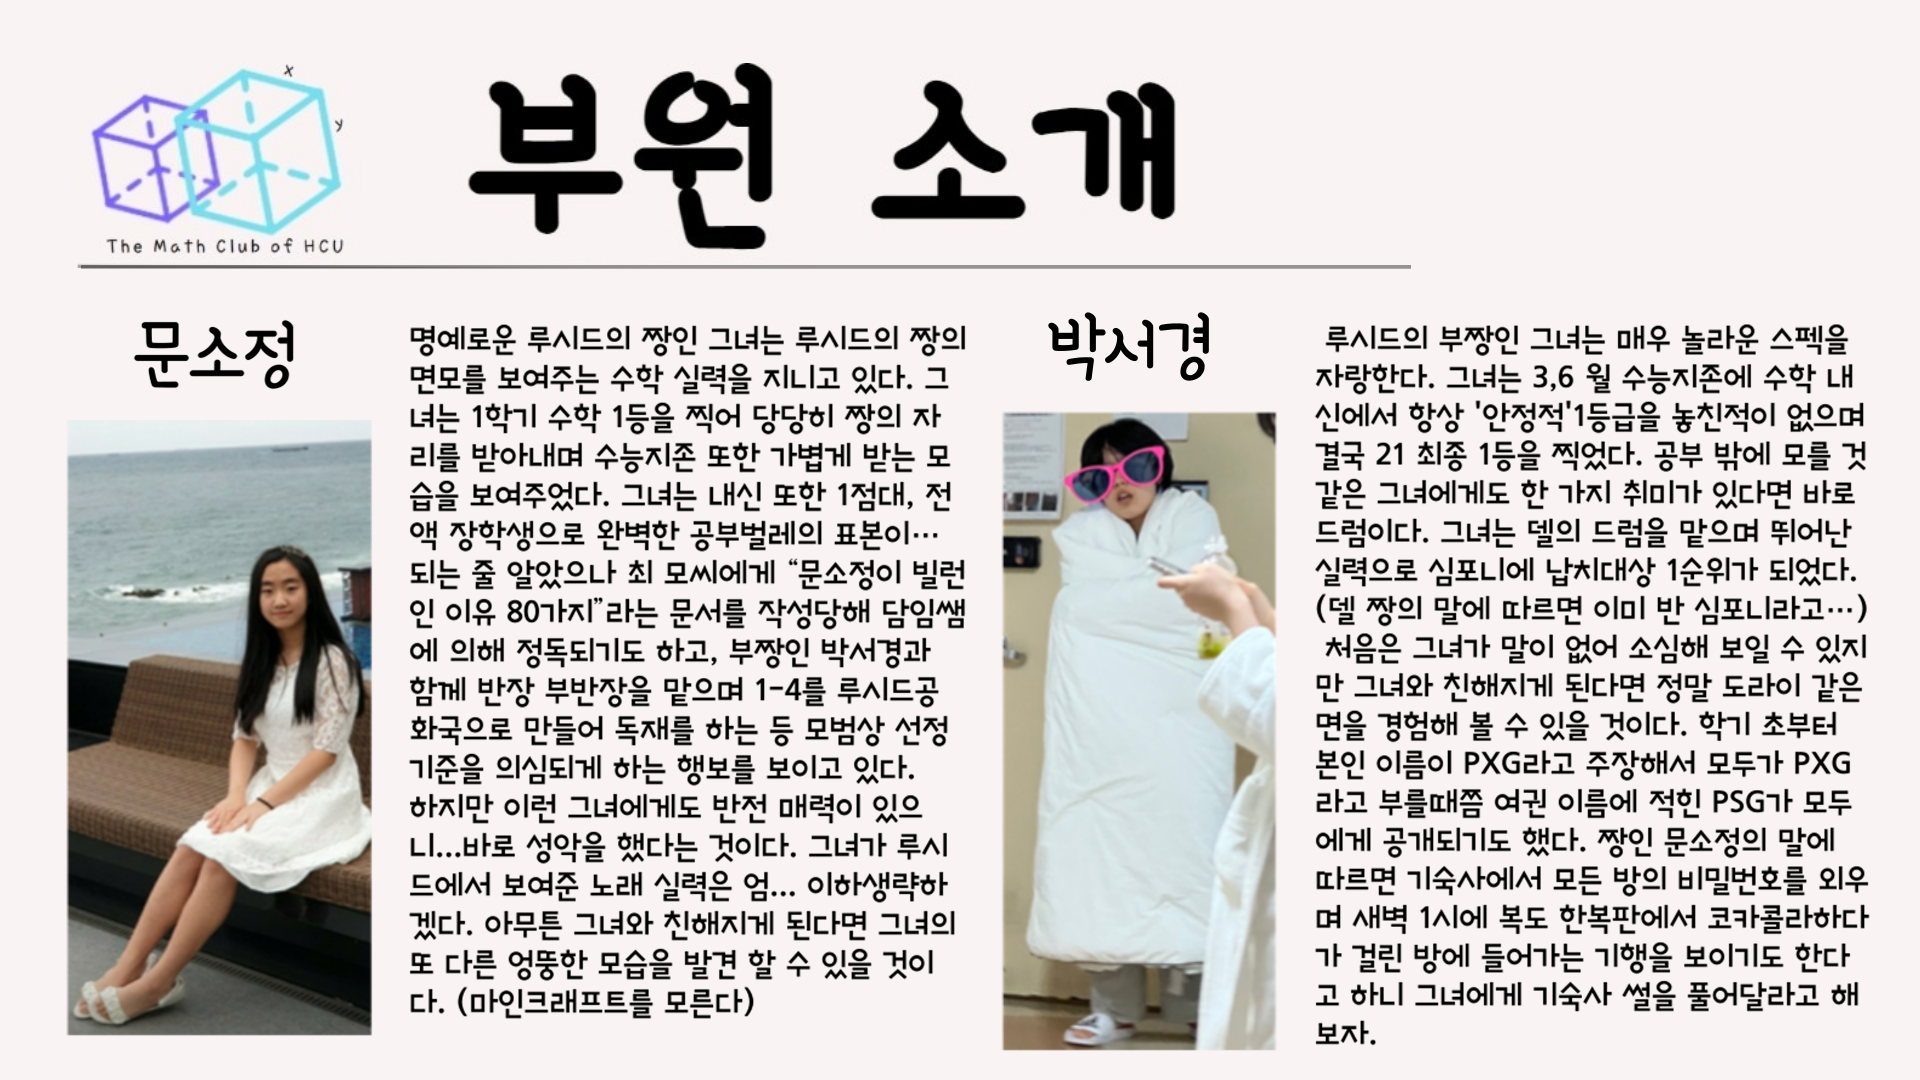 x
y
The Math Club of HCU
부원 소개
문소정
명예로운 루시드의 짱인 그녀는 루시드의 짱의
면모를 보여주는 수학 실력을 지니고 있다. 그
녀는 1학기 수학 1등을 찍어 당당히 짱의 자
리를 받아내며 수능지존 또한 가볍게 받는 모
습을 보여주었다. 그녀는 내신 또한 1점대, 전
액 장학생으로 완벽한 공부벌레의 표본이…
되는 줄 알았으나 최 모씨에게 “문소정이 빌런
인 이유 80가지”라는 문서를 작성당해 담임쌤
에 의해 정독되기도 하고, 부짱인 박서경과
함께 반장 부반장을 맡으며 1-4를 루시드공
화국으로 만들어 독재를 하는 등 모범상 선정
기준을 의심되게 하는 행보를 보이고 있다.
하지만 이런 그녀에게도 반전 매력이 있으
니...바로 성악을 했다는 것이다. 그녀가 루시
드에서 보여준 노래 실력은 엄... 이하생략하
겠다. 아무튼 그녀와 친해지게 된다면 그녀의
또 다른 엉뚱한 모습을 발견 할 수 있을 것이
다. (마인크래프트를 모른다)
박서경
루시드의 부짱인 그녀는 매우 놀라운 스펙을
자랑한다. 그녀는 3,6 월 수능지존에 수학 내
신에서 항상 '안정적'1등급을 놓친적이 없으며
결국 21 최종 1등을 찍었다. 공부 밖에 모를 것
같은 그녀에게도 한 가지 취미가 있다면 바로
드럼이다. 그녀는 델의 드럼을 맡으며 뛰어난
실력으로 심포니에 납치대상 1순위가 되었다.
(델 짱의 말에 따르면 이미 반 심포니라고…)
처음은 그녀가 말이 없어 소심해 보일 수 있지
만 그녀와 친해지게 된다면 정말 도라이 같은
면을 경험해 볼 수 있을 것이다. 학기 초부터
본인 이름이 PXG라고 주장해서 모두가 PXG
라고 부를때쯤 여권 이름에 적힌 PSG가 모두
에게 공개되기도 했다. 짱인 문소정의 말에
따르면 기숙사에서 모든 방의 비밀번호를 외우
며 새벽 1시에 복도 한복판에서 코카콜라하다
가 걸린 방에 들어가는 기행을 보이기도 한다
고 하니 그녀에게 기숙사 썰을 풀어달라고 해
보자.